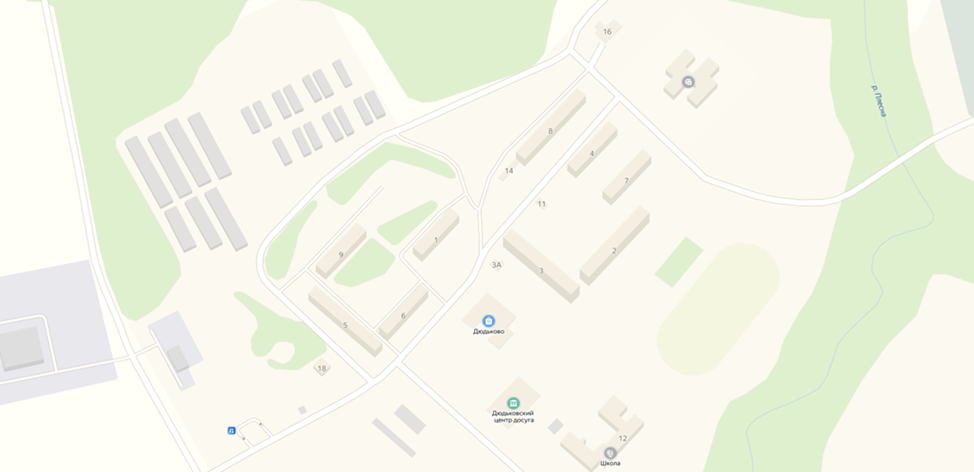 16
р. Плесна
8
4
14
7
11
1
2
9
3А
3
5
6
Дюдьково
18
Дюдьковский
центр досуга
12
Школа